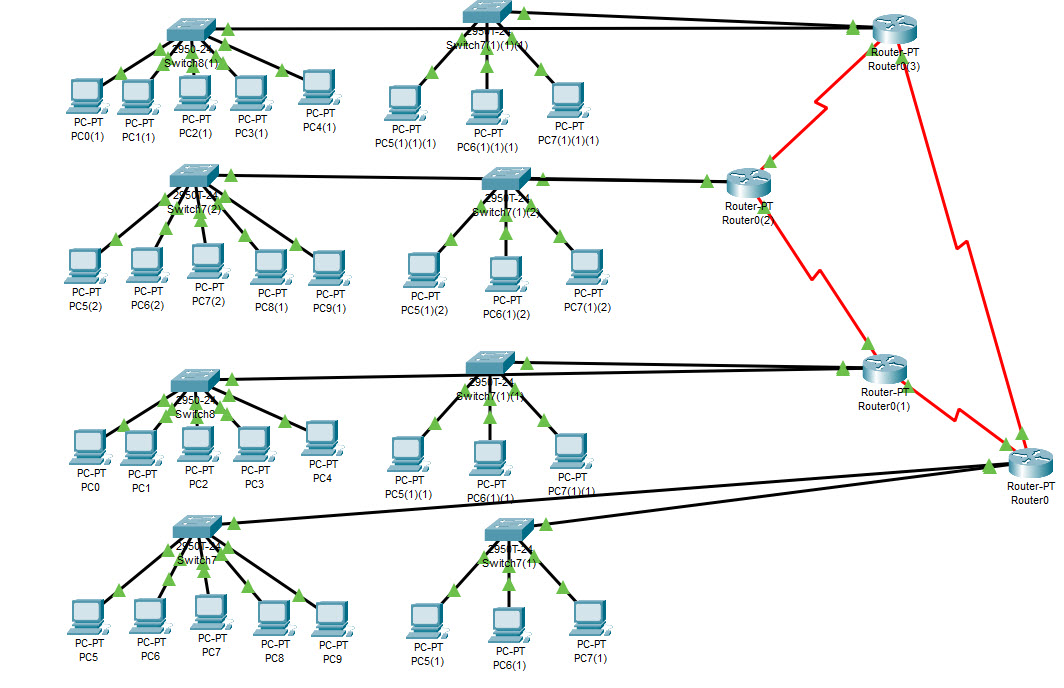 2950-24
Switch8(1)
2950T-24
Switch7(1)(1)(1)
Router-PT
Router0(3)
PC-PT
PC0(1)
PC-PT
PC1(1)
PC-PT
PC2(1)
PC-PT
PC3(1)
PC-PT
PC4(1)
PC-PT
PC5(1)(1)(1)
PC-PT
PC6(1)(1)(1)
PC-PT
PC7(1)(1)(1)
2950T-24
Switch7(2)
2950T-24
Switch7(1)(2)
Router-PT
Router0(2)
PC-PT
PC5(2)
PC-PT
PC6(2)
PC-PT
PC7(2)
PC-PT
PC8(1)
PC-PT
PC9(1)
PC-PT
PC5(1)(2)
PC-PT
PC6(1)(2)
PC-PT
PC7(1)(2)
2950-24
Switch8
2950T-24
Switch7(1)(1)
Router-PT
Router0(1)
PC-PT
PC0
PC-PT
PC1
PC-PT
PC2
PC-PT
PC3
PC-PT
PC4
PC-PT
PC5(1)(1)
PC-PT
PC6(1)(1)
PC-PT
PC7(1)(1)
Router-PT
Router0
2950T-24
Switch7
2950T-24
Switch7(1)
PC-PT
PC5
PC-PT
PC6
PC-PT
PC7
PC-PT
PC8
PC-PT
PC9
PC-PT
PC5(1)
PC-PT
PC6(1)
PC-PT
PC7(1)